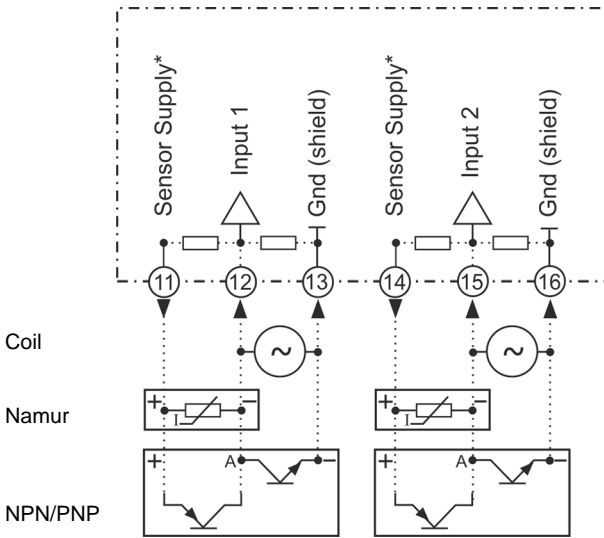 Sensor Supply*
Input 1
Gnd (shield)
Sensor Supply*
Input 2
Gnd (shield)
11
12
13
14
15
16
Coil
~
~
Namur
+
I
−
+
I
−
NPN/PNP
+
A
−
+
A
−